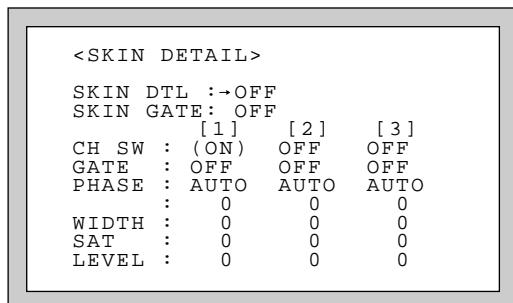 <SKIN DETAIL>
SKIN DTL :→OFF
SKIN GATE: OFF
[1] [2] [3]
CH SW : (ON) OFF OFF
GATE : OFF OFF OFF
PHASE : AUTO AUTO AUTO
: 0 0 0
WIDTH : 0 0 0
SAT : 0 0 0
LEVEL : 0 0 0